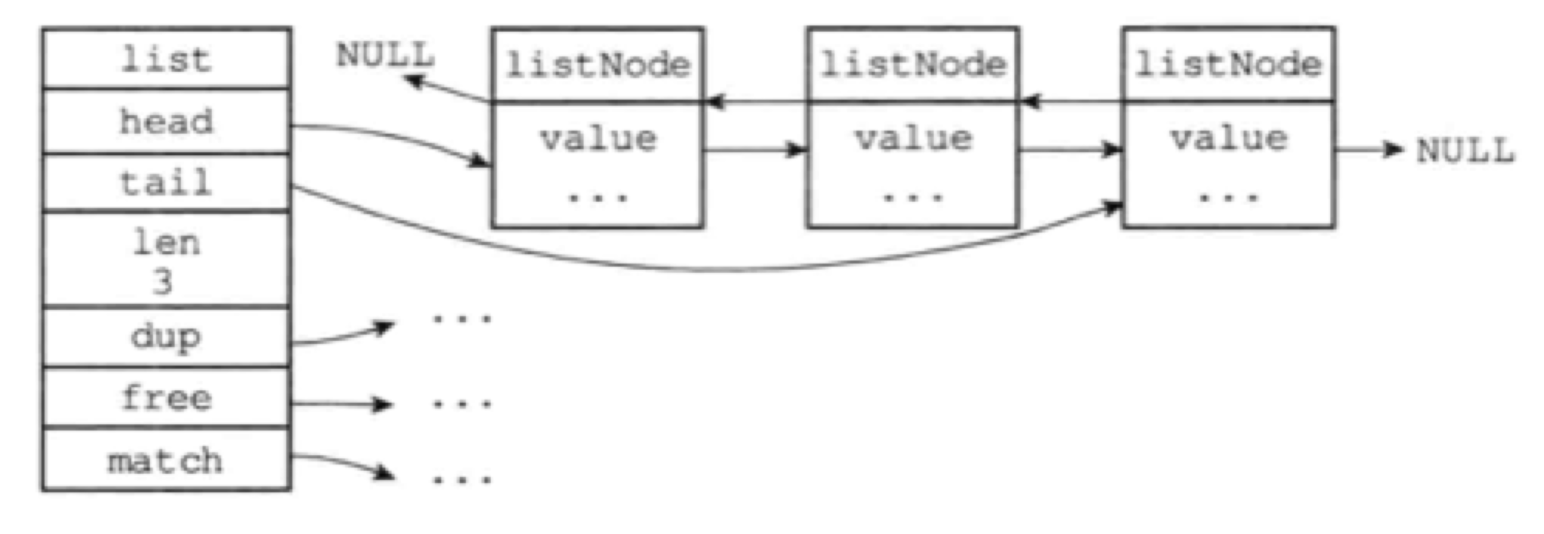 list
head
tail
len
3
dup
free
match
NULL
listNode
value
...
listNode
value
...
listNode
value
...
NULL
...
...
...